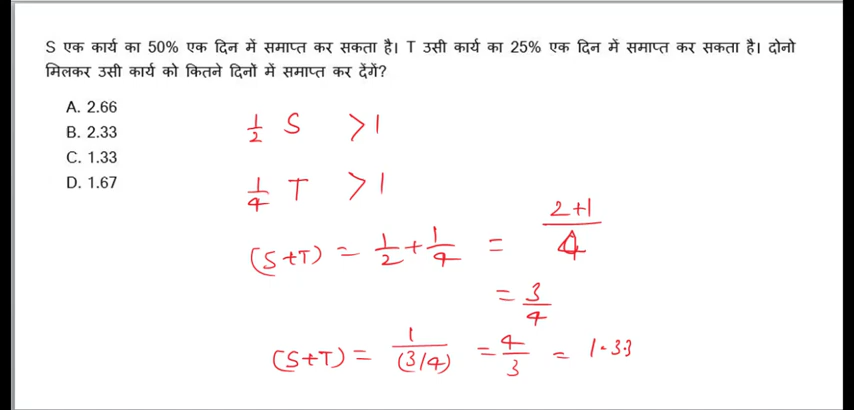 S एक कार्य का 50% एक दिन में समाप्त कर सकता है। T उसी कार्य का 25% एक दिन में समाप्त कर सकता है। दोनो
मिलकर उसी कार्य को कितने दिनों में समाप्त कर देंगें?
A. 2.66
B. 2.33
C. 1.33
D. 1.67
1/2 S >1
1/4 T >1
(S+T) = 1/2 + 1/4 = 2+1/4
= 3/4
(S+T) = 1/(3/4) = 4/3 = 1.33